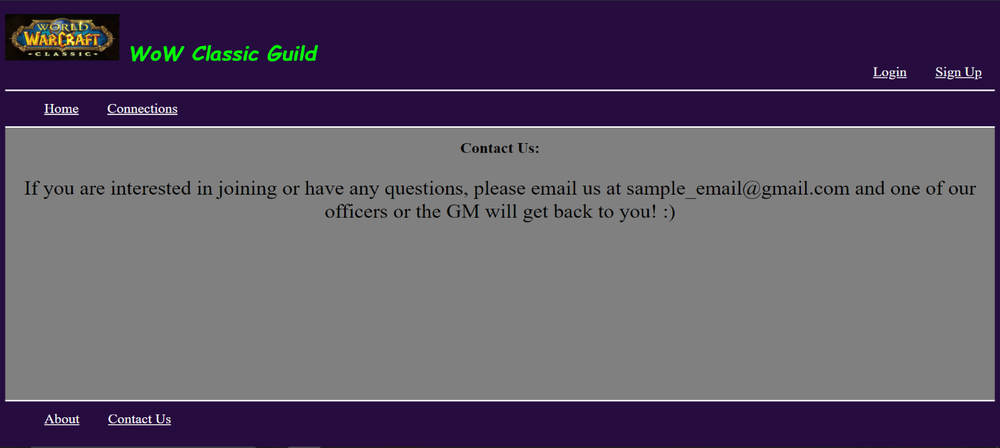 WORLD
WARCRAFT
CLASSIC
WoW Classic Guild
Login Sign Up
Home Connections
Contact Us:
If you are interested in joining or have any questions, please email us at sample_email@gmail.com and one of our
officers or the GM will get back to you! :)
About Contact Us